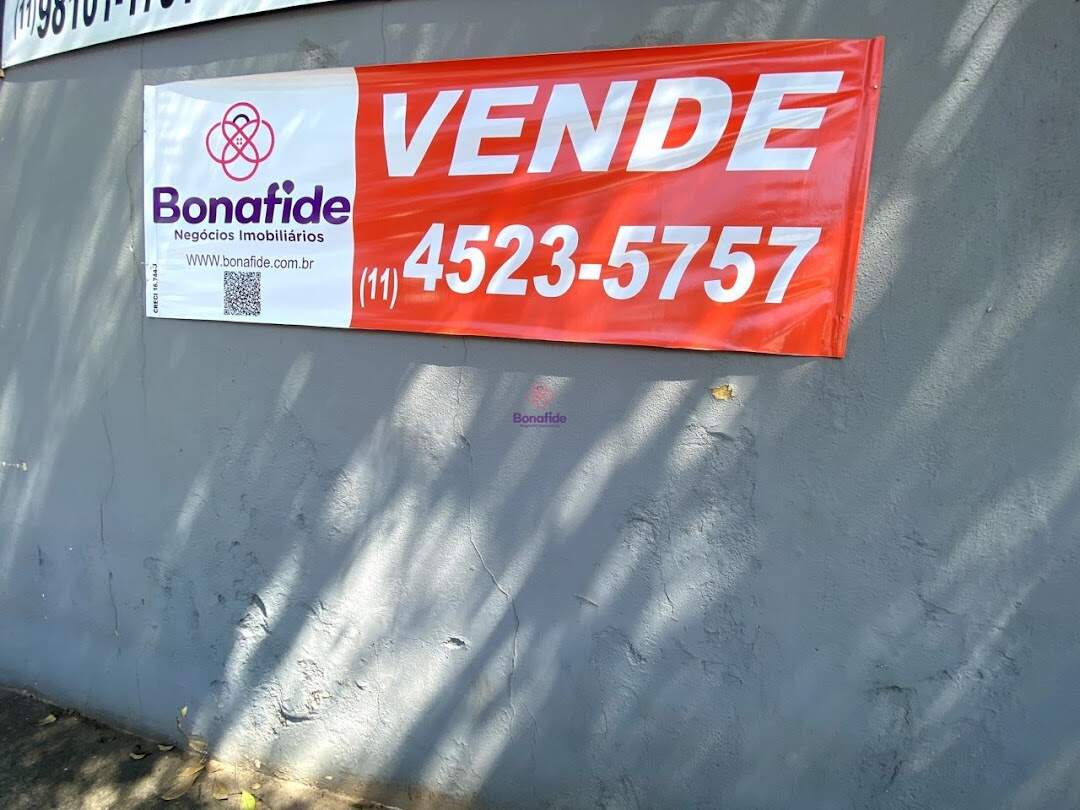 VENDE
(11) 4523-5757
Bonafide
Negócios Imobiliários
WWW.bonafide.com.br
Bonafide